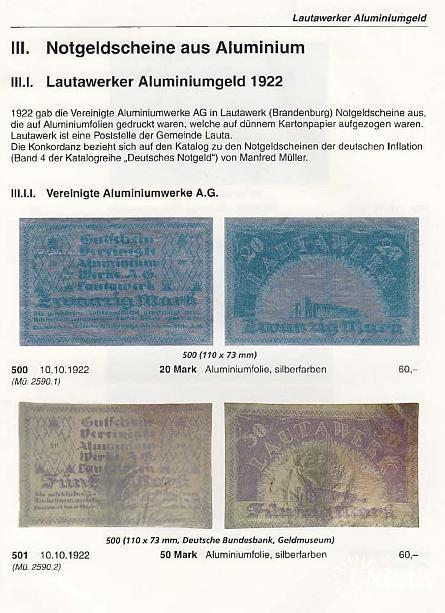 Lautawerker Aluminiumgeld
III. Notgeldscheine aus Aluminium
III.I. Lautawerker Aluminiumgeld 1922
1922 gab die Vereinigte Aluminiumwerke AG in Lautawerk (Brandenburg) Notgeldscheine aus,
die auf Aluminiumfolien gedruckt waren, welche auf dünnem Kartonpapier aufgezogen waren.
Lautawerk ist eine Poststelle der Gemeinde Lauta.
Die Konkordanz bezieht sich auf den Katalog zu den Notgeldscheinen der deutschen Inflation
(Band 4 der Katalogreihe „Deutsches Notgeld“) von Manfred Müller.
III.I.I. Vereinigte Aluminiumwerke A.G.
Gutschein
Vereinigte
Aluminium
Werke A.G.
Lautawerk
Zwanzig Mark
20 20
LAUTAWERK
Zwanzig Mark
500 (110 x 73 mm)
500 10.10.1922 20 Mark Aluminiumfolie, silberfarben 60,–
(Mü. 2590.1)
Gutschein
Vereinigte
Aluminium
Werke A.G.
Lautawerk
Fünfzig Mark
50 50
LAUTAWERK
Fünfzig Mark
500 (110 x 73 mm, Deutsche Bundesbank, Geldmuseum)
501 10.10.1922 50 Mark Aluminiumfolie, silberfarben 60,–
(Mü. 2590.2)